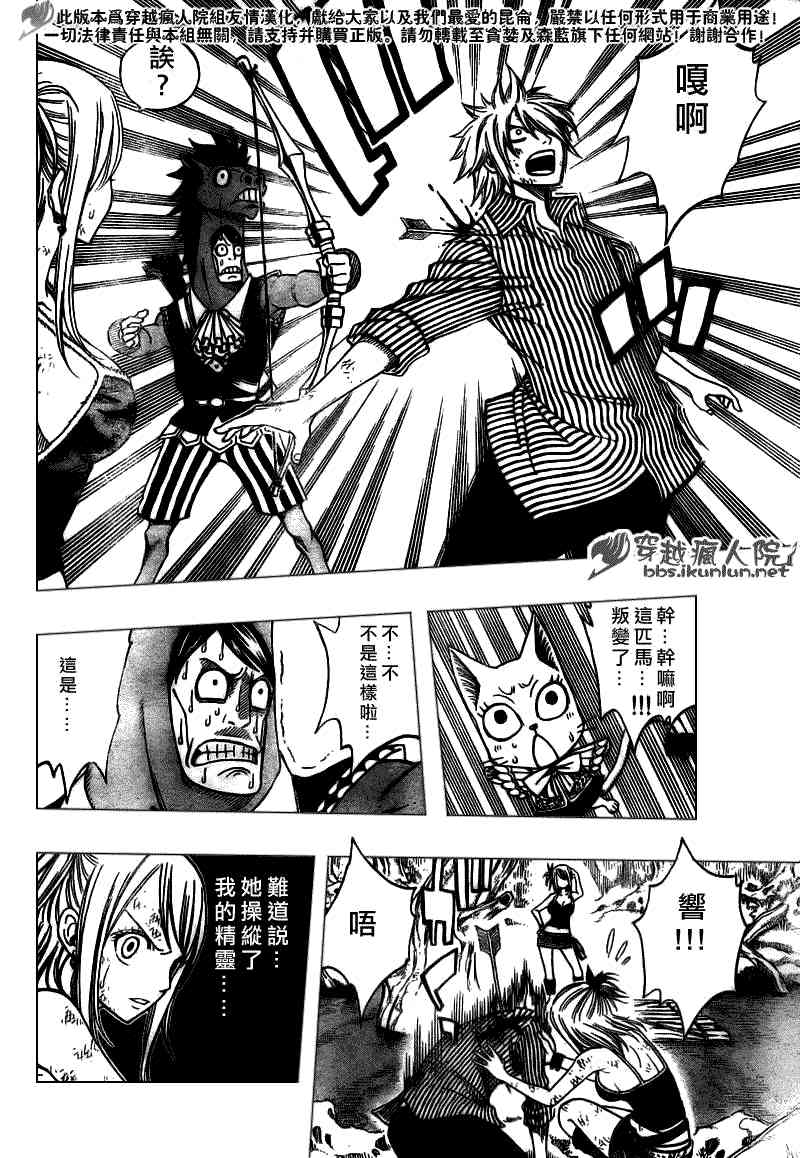 此版本爲穿越瘋人院組友情漢化，獻給大家以及我們最愛的昆侖，嚴禁以任何形式用于商業用途！
一切法律責任與本組無關，請支持并購買正版。請勿轉載至貪婪及森藍旗下任何網站！謝謝合作！
嘎
啊
誒
？
穿越瘋人院
bbs.ikunlun.net
幹…幹嘛啊
這匹馬…
叛變了…!!!
不…不
不是這樣啦…
這是……
響!!!
唔
難道說…
她操縱了
我的精靈……